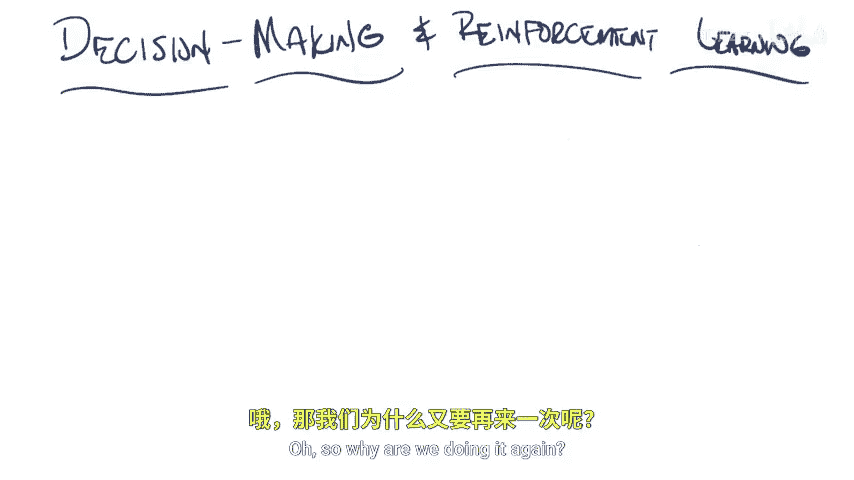 DECISION-MAKING & REINFORCEMENT LEARNING
哦，那我们为什么又要再来一次呢？
Oh, so why are we doing it again?